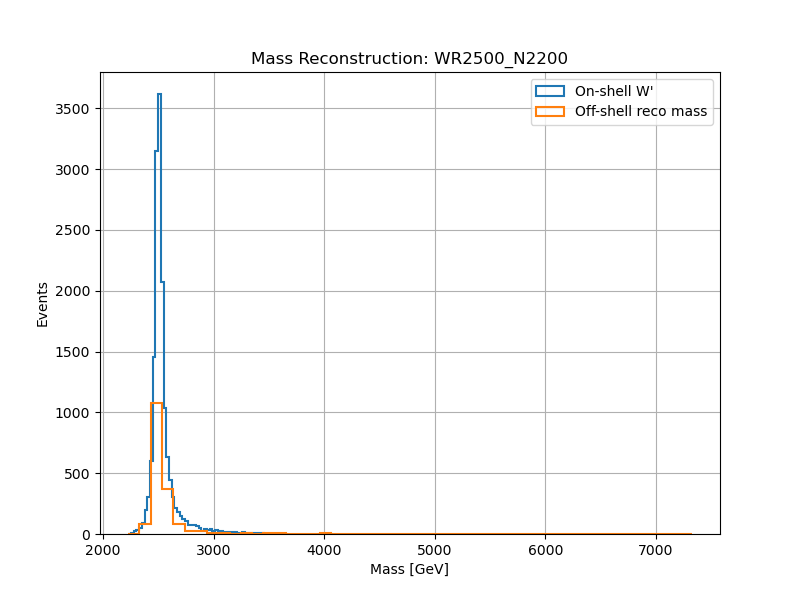 Mass Reconstruction: WR2500_N2200
On-shell W'
Off-shell reco mass
3500
3000
2500
2000
1500
1000
500
0
Events
2000 3000 4000 5000 6000 7000
Mass [GeV]